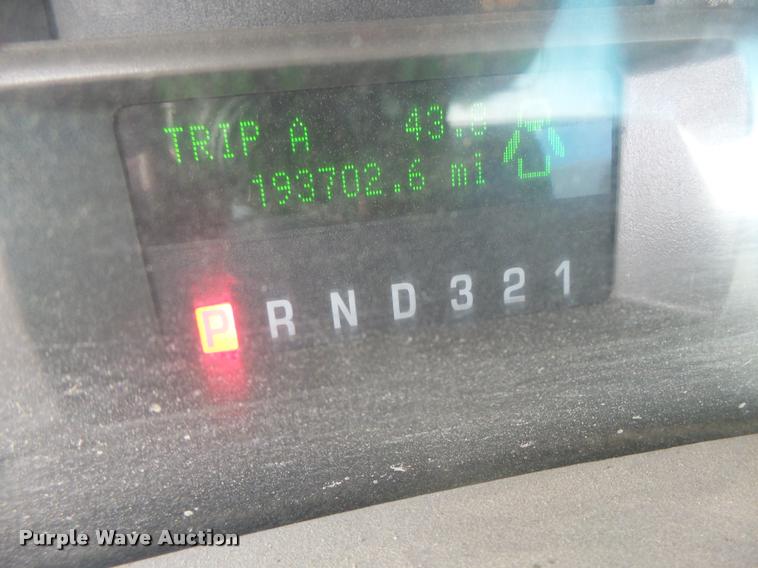 TRIP A 43.0
193702.6 mi
P R N D 3 2 1
Purple Wave Auction